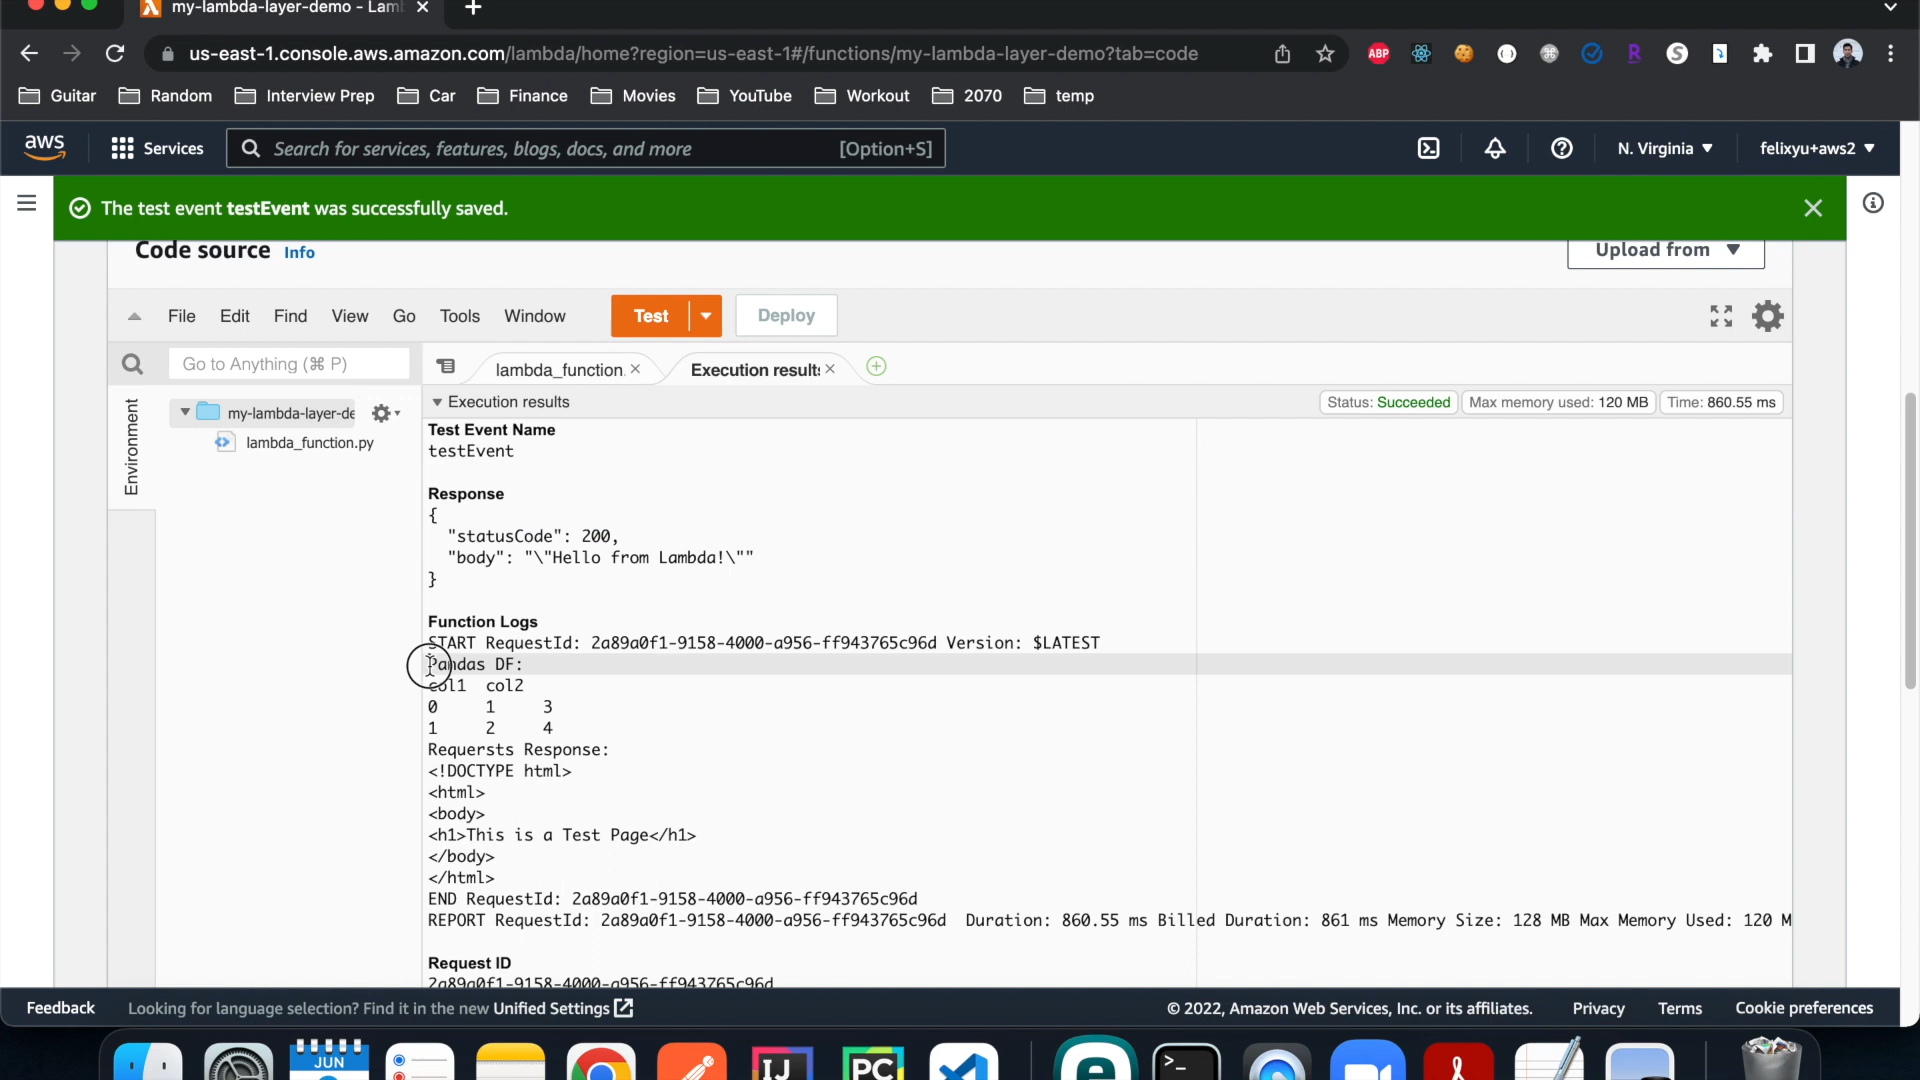 my-lambda-layer-demo - Lam
us-east-1.console.aws.amazon.com/lambda/home?region=us-east-1#/functions/my-lambda-layer-demo?tab=code
ABP
R
S
Guitar Random Interview Prep Car Finance Movies YouTube Workout 2070 temp
aws Services Search for services, features, blogs, docs, and more [Option+S] N. Virginia felixyu+aws2
The test event testEvent was successfully saved.
Code source Info Upload from
File Edit Find View Go Tools Window Test Deploy
Go to Anything (⌘ P) lambda_function Execution results
Environment
my-lambda-layer-de
lambda_function.py
Execution results Status: Succeeded Max memory used: 120 MB Time: 860.55 ms
Test Event Name
testEvent
Response
{
"statusCode": 200,
"body": "\"Hello from Lambda!\""
}
Function Logs
START RequestId: 2a89a0f1-9158-4000-a956-ff943765c96d Version: $LATEST
Pandas DF:
col1 col2
0 1 3
1 2 4
Requersts Response:
<!DOCTYPE html>
<html>
<body>
<h1>This is a Test Page</h1>
</body>
</html>
END RequestId: 2a89a0f1-9158-4000-a956-ff943765c96d
REPORT RequestId: 2a89a0f1-9158-4000-a956-ff943765c96d Duration: 860.55 ms Billed Duration: 861 ms Memory Size: 128 MB Max Memory Used: 120 M
Request ID
2a89a0f1-9158-4000-a956-ff943765c96d
Feedback Looking for language selection? Find it in the new Unified Settings © 2022, Amazon Web Services, Inc. or its affiliates. Privacy Terms Cookie preferences
JUN
IJ
PC